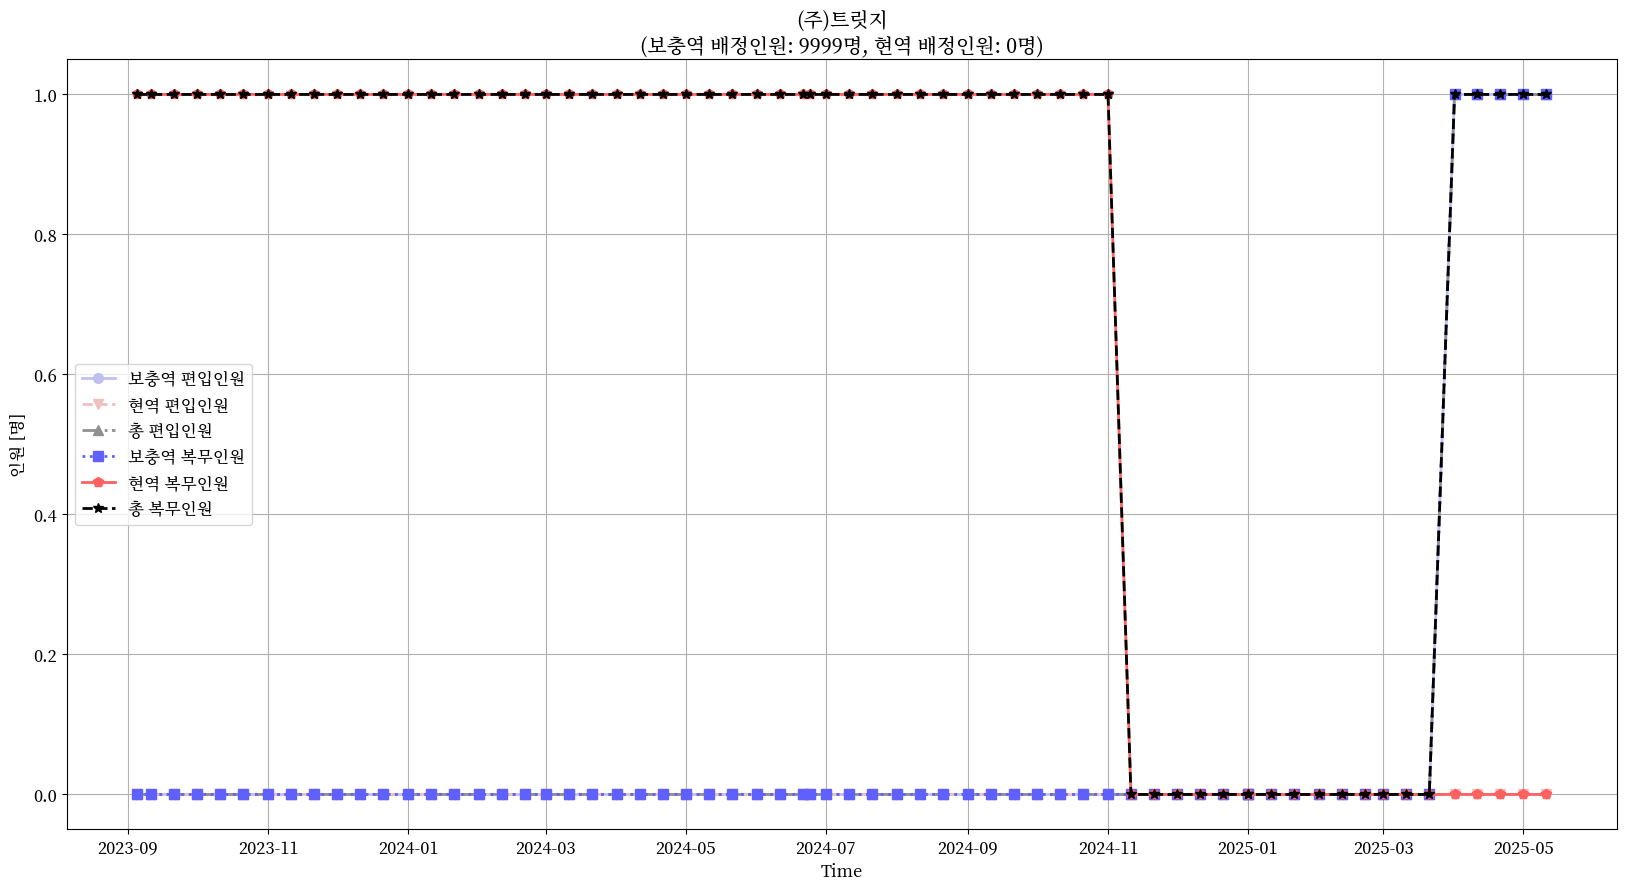 (주)트릿지
(보충역 배정인원: 9999명, 현역 배정인원: 0명)
인원 [명]
1.0
0.8
0.6
0.4
0.2
0.0
보충역 편입인원
현역 편입인원
총 편입인원
보충역 복무인원
현역 복무인원
총 복무인원
2023-09
2023-11
2024-01
2024-03
2024-05
2024-07
2024-09
2024-11
2025-01
2025-03
2025-05
Time